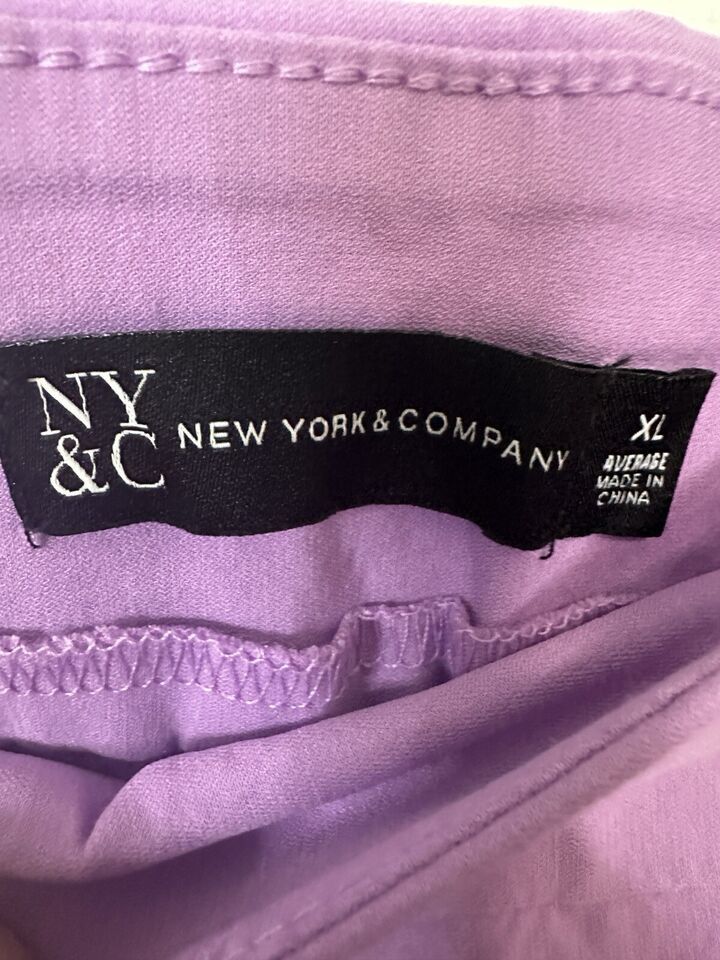 NY
&C
NEW YORK & COMPANY
XL
AVERAGE
MADE IN
CHINA